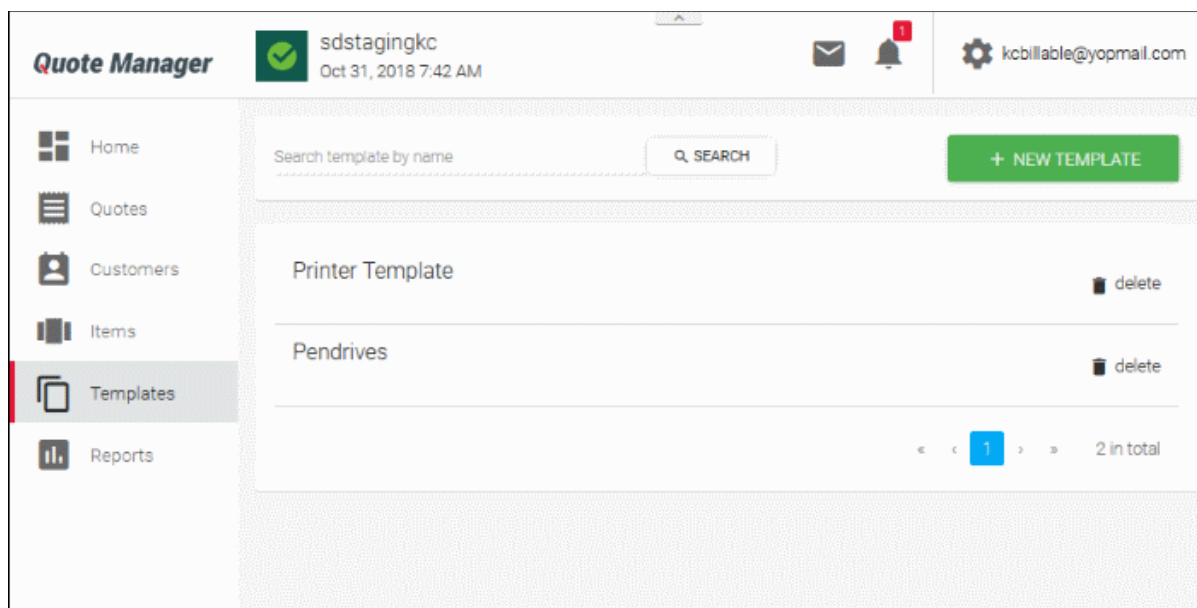 Quote Manager
sdstagingkc
Oct 31, 2018 7:42 AM
1
kcbillable@yopmail.com
Home
Quotes
Customers
Items
Templates
Reports
Search template by name
SEARCH
+ NEW TEMPLATE
Printer Template
delete
Pendrives
delete
« ‹ 1 › » 2 in total